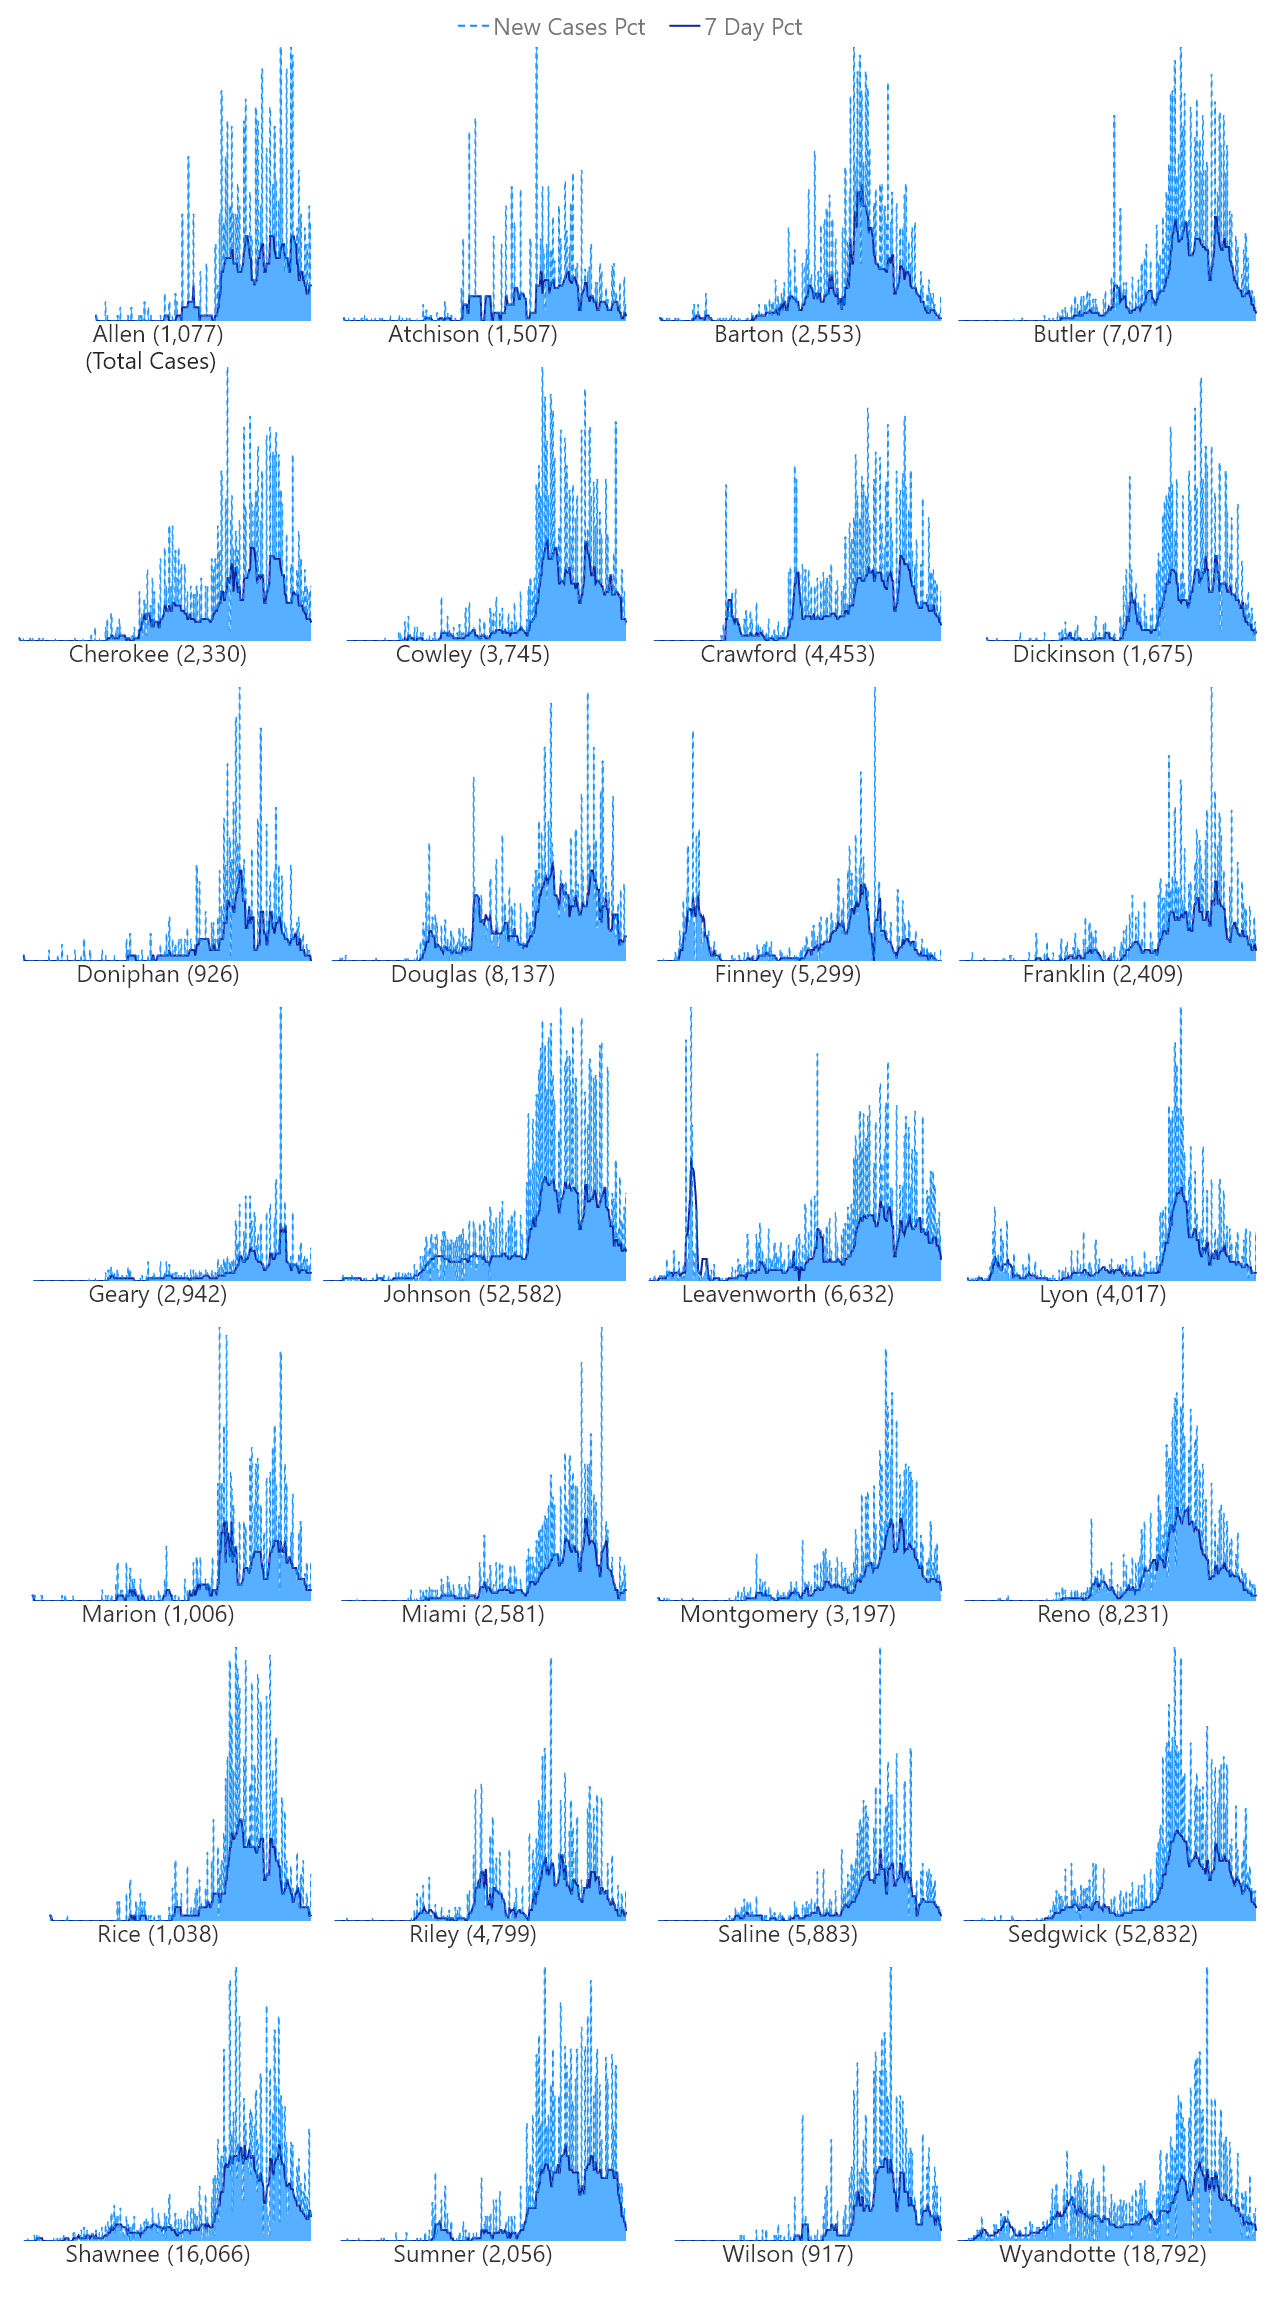 New Cases Pct 7 Day Pct
Allen (1,077) Atchison (1,507) Barton (2,553) Butler (7,071)
(Total Cases)
Cherokee (2,330) Cowley (3,745) Crawford (4,453) Dickinson (1,675)
Doniphan (926) Douglas (8,137) Finney (5,299) Franklin (2,409)
Geary (2,942) Johnson (52,582) Leavenworth (6,632) Lyon (4,017)
Marion (1,006) Miami (2,581) Montgomery (3,197) Reno (8,231)
Rice (1,038) Riley (4,799) Saline (5,883) Sedgwick (52,832)
Shawnee (16,066) Sumner (2,056) Wilson (917) Wyandotte (18,792)